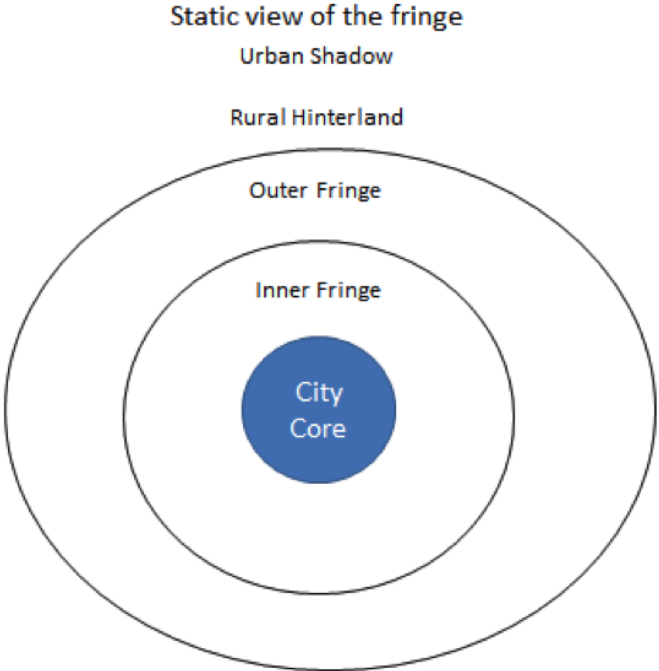 Static view of the fringe
Urban Shadow
Rural Hinterland
Outer Fringe
Inner Fringe
City
Core